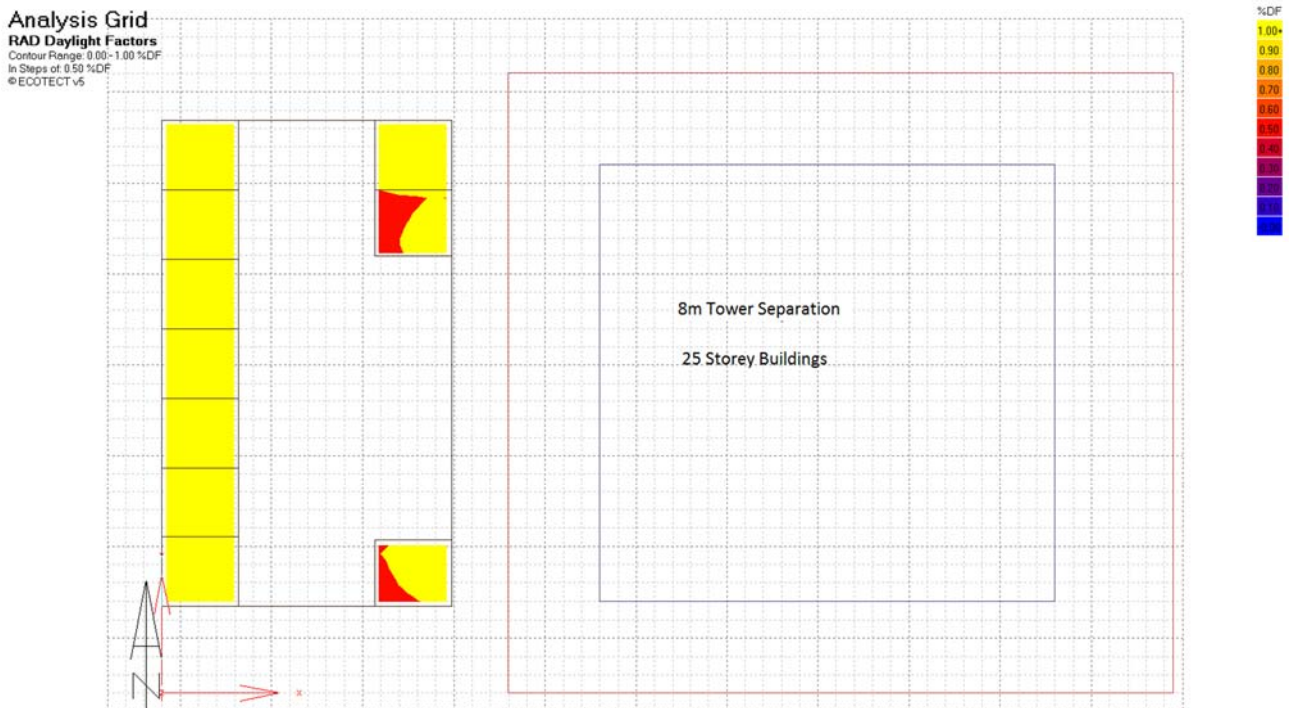 Analysis Grid
RAD Daylight Factors
Contour Range: 0.00 - 1.00 %DF
In Steps of: 0.50 %DF
© ECOTECT v5
%DF
1.00+
0.90
0.80
0.70
0.60
0.50
0.40
0.30
8m Tower Separation
25 Storey Buildings
N
x